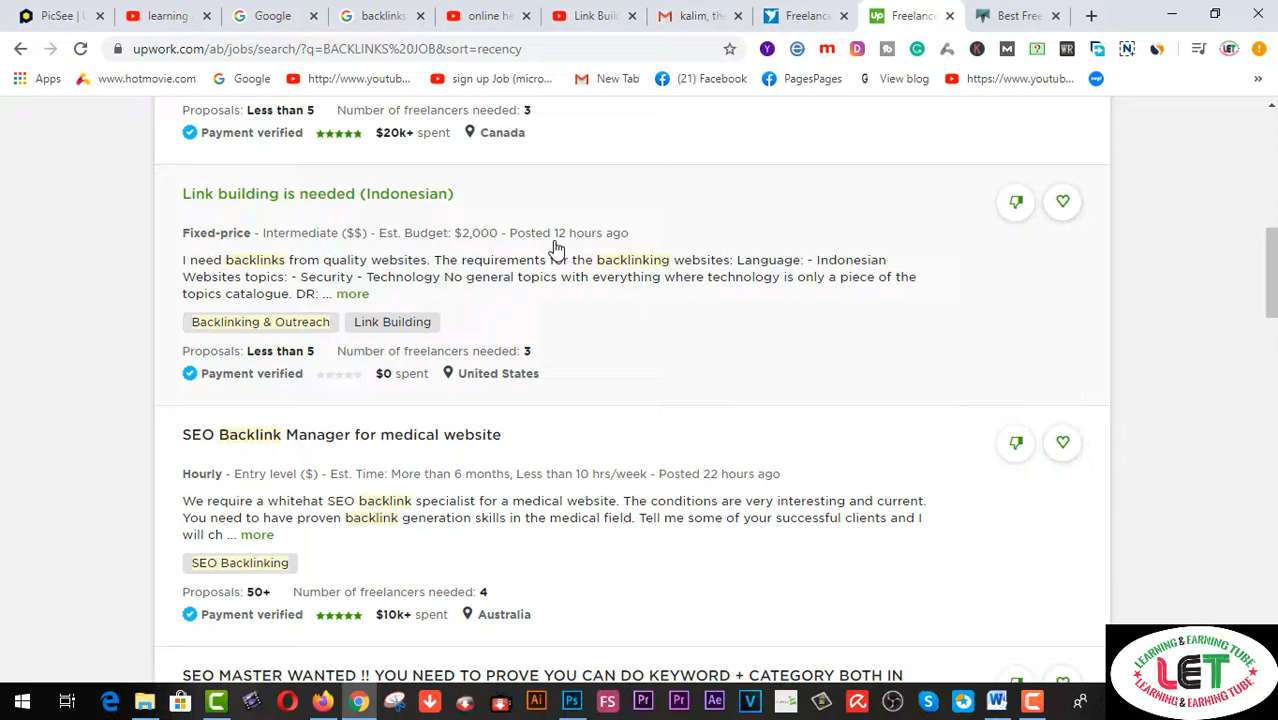 PicSee | U
learning
Google
backlinks
online he
Link Buil
kalim, the
Freelance
Up
Freelance
Best Free
upwork.com/ab/jobs/search/?q=BACKLINKS%20JOB&sort=recency
Apps
www.hotmovie.com
Google
http://www.youtub...
sign up Job (micro...
New Tab
(21) Facebook
PagesPages
View blog
https://www.youtub...
Proposals: Less than 5 Number of freelancers needed: 3
Payment verified $20k+ spent Canada
Link building is needed (Indonesian)
Fixed-price - Intermediate ($$) - Est. Budget: $2,000 - Posted 12 hours ago
I need backlinks from quality websites. The requirements for the backlinking websites: Language: - Indonesian
Websites topics: - Security - Technology No general topics with everything where technology is only a piece of the
topics catalogue. DR: ... more
Backlinking & Outreach Link Building
Proposals: Less than 5 Number of freelancers needed: 3
Payment verified $0 spent United States
SEO Backlink Manager for medical website
Hourly - Entry level ($) - Est. Time: More than 6 months, Less than 10 hrs/week - Posted 22 hours ago
We require a whitehat SEO backlink specialist for a medical website. The conditions are very interesting and current.
You need to have proven backlink generation skills in the medical field. Tell me some of your successful clients and I
will ch ... more
SEO Backlinking
Proposals: 50+ Number of freelancers needed: 4
Payment verified $10k+ spent Australia
SEO MASTER WANTED !! YOU NEED TO PROVE YOU CAN DO KEYWORD + CATEGORY BOTH IN
LEARNING & EARNING TUBE
LET
LEARNING & EARNING TUBE